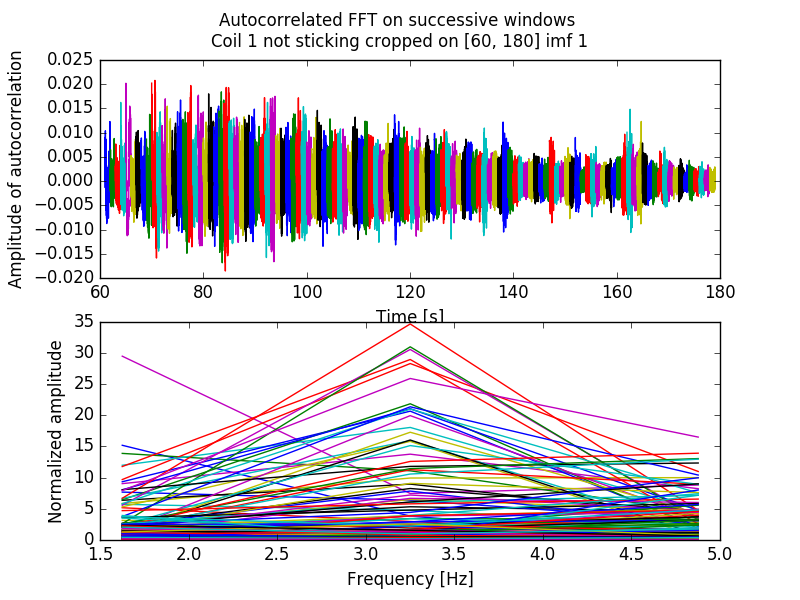 Autocorrelated FFT on successive windows
Coil 1 not sticking cropped on [60, 180] imf 1
Amplitude of autocorrelation
0.025
0.020
0.015
0.010
0.005
0.000
−0.005
−0.010
−0.015
−0.020
60 80 100 120 140 160 180
Time [s]
Normalized amplitude
35
30
25
20
15
10
5
0
1.5 2.0 2.5 3.0 3.5 4.0 4.5 5.0
Frequency [Hz]